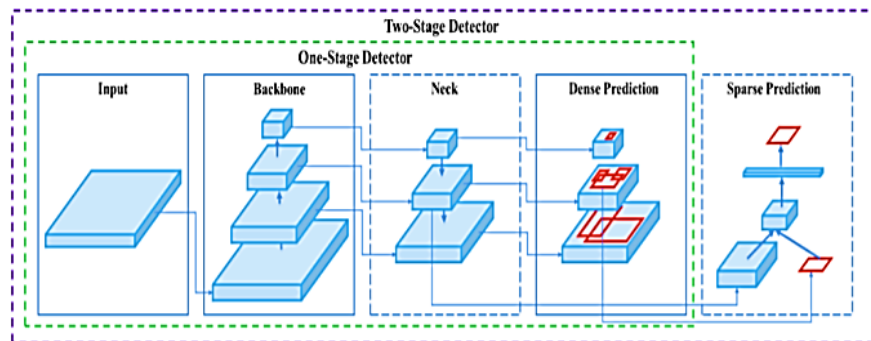 Two-Stage Detector
One-Stage Detector
Input
Backbone
Neck
Dense Prediction
Sparse Prediction